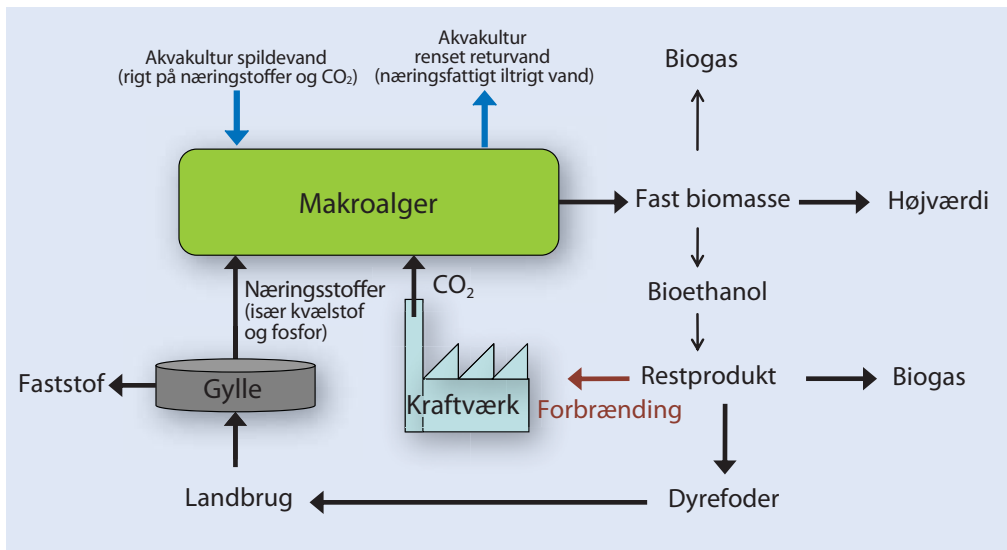 Akvakultur spildevand
(rigt på næringstoffer og CO₂)
Akvakultur
renset returvand
(næringsfattigt iltrigt vand)
Biogas
Makroalger
Fast biomasse
Højværdi
Næringsstoffer
(især kvælstof
og fosfor)
CO₂
Bioethanol
Faststof
Gylle
Kraftværk
Forbrænding
Restprodukt
Biogas
Landbrug
Dyrefoder